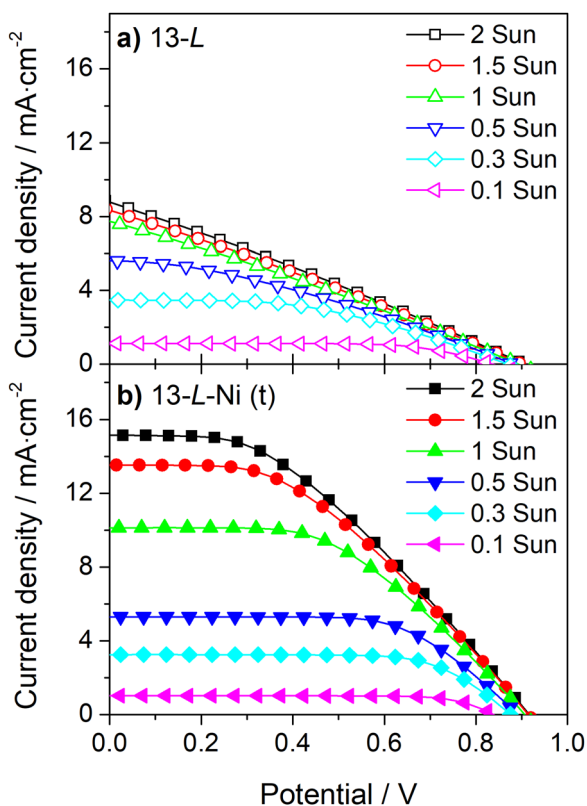 a) 13-L
2 Sun
1.5 Sun
1 Sun
0.5 Sun
0.3 Sun
0.1 Sun
16
12
8
4
0
Current density / mA·cm-2
b) 13-L-Ni (t)
2 Sun
1.5 Sun
1 Sun
0.5 Sun
0.3 Sun
0.1 Sun
16
12
8
4
0
Current density / mA·cm-2
0.0 0.2 0.4 0.6 0.8 1.0
Potential / V